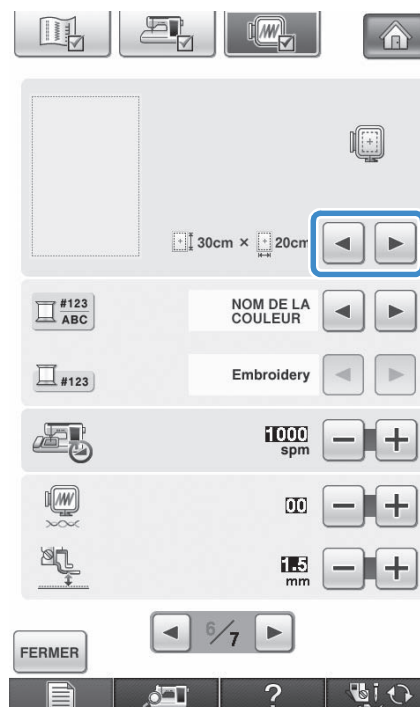 30cm × 20cm
#123
ABC
NOM DE LA
COULEUR
#123
Embroidery
1000
spm
00
1.5
mm
6/7
FERMER
?